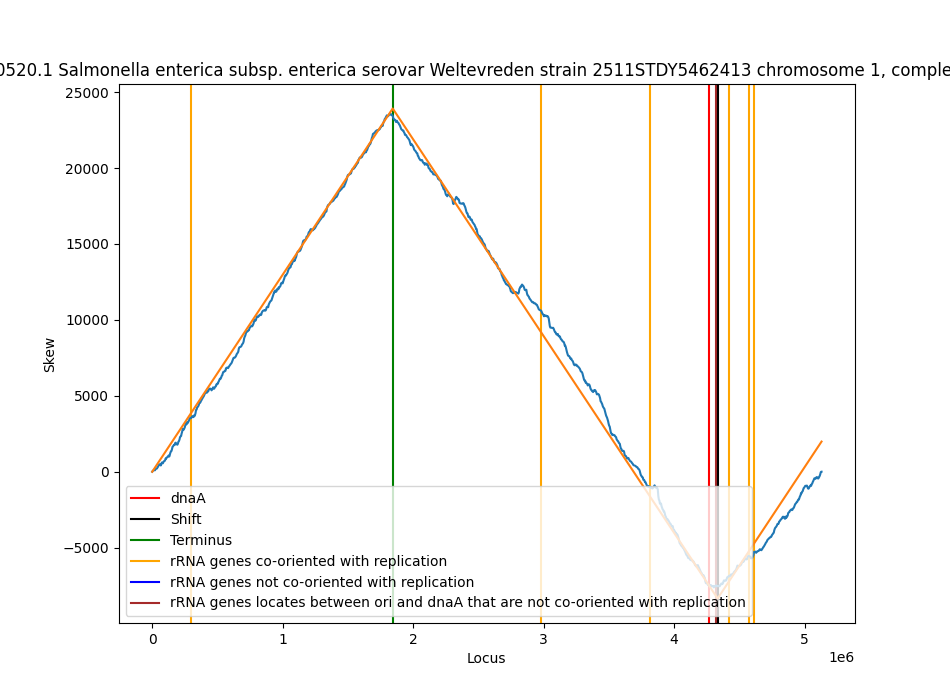 0520.1 Salmonella enterica subsp. enterica serovar Weltevreden strain 2511STDY5462413 chromosome 1, comple
25000
20000
15000
10000
5000
0
−5000
Skew
dnaA
Shift
Terminus
rRNA genes co-oriented with replication
rRNA genes not co-oriented with replication
rRNA genes locates between ori and dnaA that are not co-oriented with replication
0 1 2 3 4 5
1e6
Locus